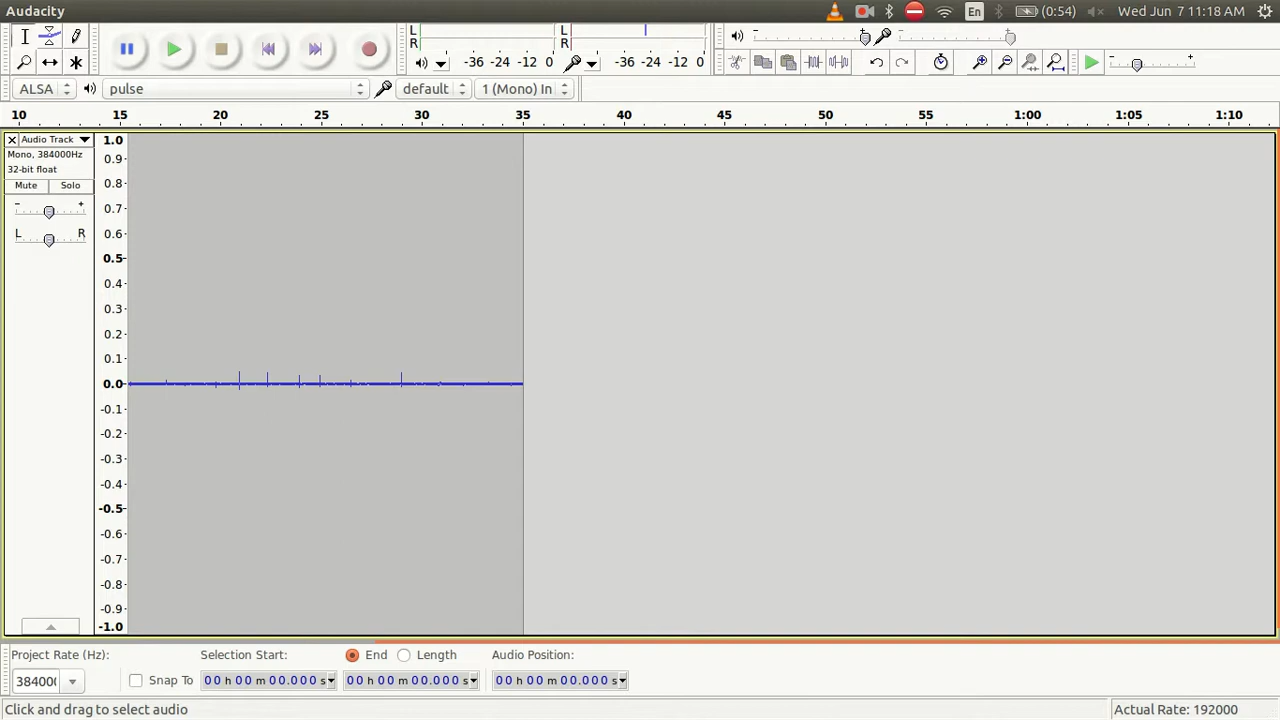 Audacity
En (0:54) Wed Jun 7 11:18 AM
L
R
-36 -24 -12 0
L
R
-36 -24 -12 0
ALSA pulse default 1 (Mono) In
10 15 20 25 30 35 40 45 50 55 1:00 1:05 1:10
Audio Track
Mono, 384000Hz
32-bit float
Mute Solo
- +
L R
1.0
0.9
0.8
0.7
0.6
0.5
0.4
0.3
0.2
0.1
0.0
-0.1
-0.2
-0.3
-0.4
-0.5
-0.6
-0.7
-0.8
-0.9
-1.0
Project Rate (Hz): Selection Start: End Length Audio Position:
38400 Snap To 00 h 00 m 00.000 s 00 h 00 m 00.000 s 00 h 00 m 00.000 s
Click and drag to select audio Actual Rate: 192000